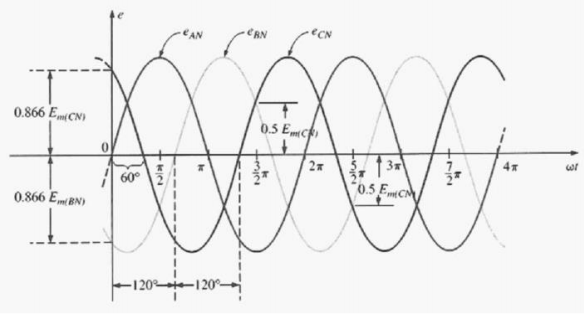 e
e_AN
e_BN
e_CN
0.866 E_m(CN)
0.5 E_m(CN)
0
60°
π/2
π
3/2 π
2π
5/2 π
3π
7/2 π
4π
ωt
0.866 E_m(BN)
0.5 E_m(CN)
120°
120°